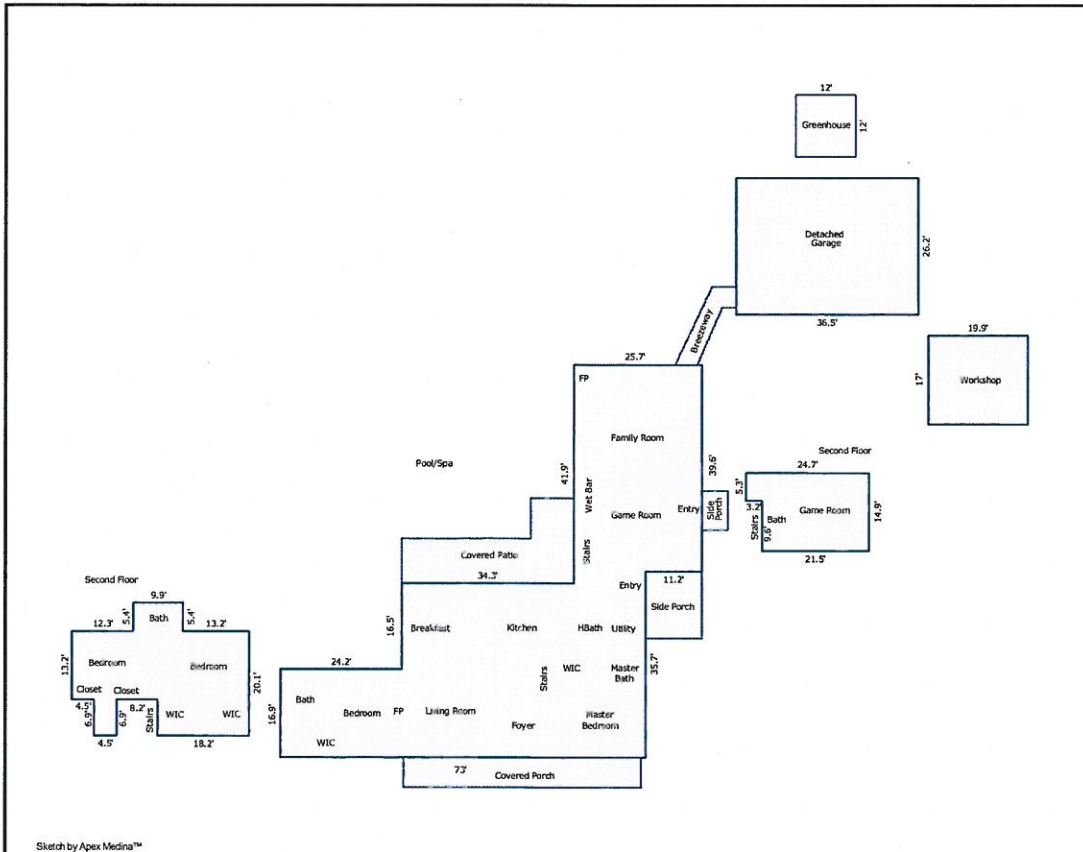 12'
Greenhouse
12'
Detached
Garage
26.2'
36.5'
Breezeway
19.9'
17'
Workshop
25.7'
FP
Family Room
Pool/Spa
41.9'
39.6'
Wet Bar
Game Room
Entry
Side
Porch
Stairs
Second Floor
24.7'
5.3'
3.2'
Stairs
Bath
9.6'
Game Room
14.9'
21.5'
Covered Patio
34.3'
Entry
11.2'
Side Porch
16.5'
Breakfast
Kitchen
HBath
Utility
35.7'
24.2'
Stairs
WIC
Master
Bath
16.9'
Bath
Bedroom
FP
Living Room
Foyer
Master
Bedroom
WIC
73'
Covered Porch
Second Floor
9.9'
12.3'
5.4'
Bath
5.4'
13.2'
13.2'
Bedroom
Bedroom
20.1'
Closet
Closet
4.5'
6.9'
6.9'
8.2'
Stairs
WIC
WIC
4.5'
18.2'
Sketch by Apex Medina™